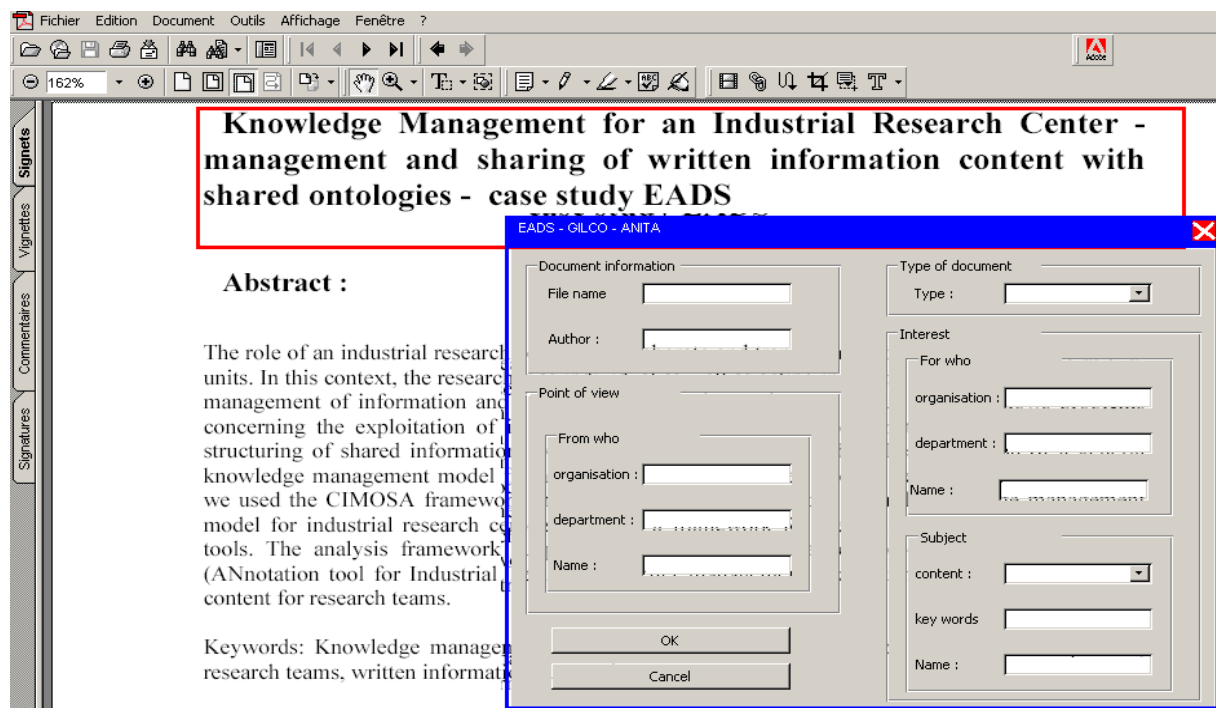 Fichier Edition Document Outils Affichage Fenêtre ?
Adobe
162%
Signets
Vignettes
Commentaires
Signatures
Knowledge Management for an Industrial Research Center -
management and sharing of written information content with
shared ontologies - case study EADS
Abstract :
The role of an industrial research
units. In this context, the research
management of information and
concerning the exploitation of
structuring of shared information
knowledge management model
we used the CIMOSA framework
model for industrial research
tools. The analysis framework
(ANnotation tool for Industrial
content for research teams.
Keywords: Knowledge
research teams, written
EADS - GILCO - ANITA
Document information
File name
Author :
Point of view
From who
organisation :
department :
Name :
OK
Cancel
Type of document
Type :
Interest
For who
organisation :
department :
Name :
Subject
content :
key words
Name :